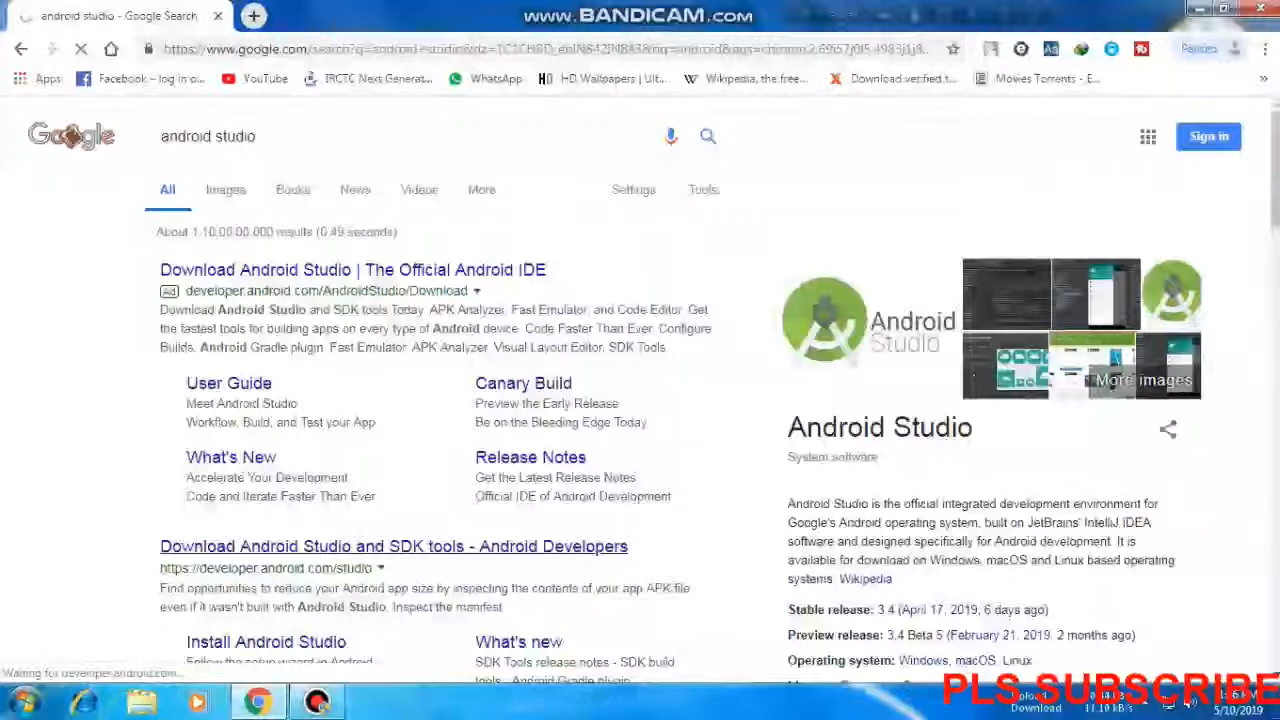 android studio - Google Search
www.BANDICAM.com
Apps
Facebook – log in o...
YouTube
IRCTC Next Generat...
WhatsApp
HD Wallpapers | Ult...
Wikipedia, the free...
Download verified t...
Movies Torrents - E...
»
Google
android studio
Sign in
All
Images
Books
News
Videos
More
Settings
Tools
About 1,10,00,00,000 results (0.49 seconds)
Download Android Studio | The Official Android IDE
Ad developer.android.com/AndroidStudio/Download
Download Android Studio and SDK tools Today. APK Analyzer, Fast Emulator, and Code Editor. Get
the fastest tools for building apps on every type of Android device. Code Faster Than Ever. Configure
Builds. Android Gradle plugin. Fast Emulator. APK Analyzer. Visual Layout Editor. SDK Tools
User Guide
Meet Android Studio
Workflow, Build, and Test your App
Canary Build
Preview the Early Release
Be on the Bleeding Edge Today
What's New
Accelerate Your Development
Code and Iterate Faster Than Ever
Release Notes
Get the Latest Release Notes
Official IDE of Android Development
Download Android Studio and SDK tools - Android Developers
https://developer.android.com/studio
Find opportunities to reduce your Android app size by inspecting the contents of your app APK file
even if it wasn't built with Android Studio. Inspect the manifest
Install Android Studio
Follow the setup wizard in Android
What's new
SDK Tools release notes - SDK build
tools - Android Gradle plugin
Android
Studio
More images
Android Studio
System software
Android Studio is the official integrated development environment for
Google's Android operating system, built on JetBrains' IntelliJ IDEA
software and designed specifically for Android development. It is
available for download on Windows, macOS and Linux based operating
systems. Wikipedia
Stable release: 3.4 (April 17, 2019, 6 days ago)
Preview release: 3.4 Beta 5 (February 21, 2019, 2 months ago)
Operating system: Windows, macOS, Linux
Waiting for developer.android.com...
PLS SUBSCRIBE
Upload
Download
5/10/2019